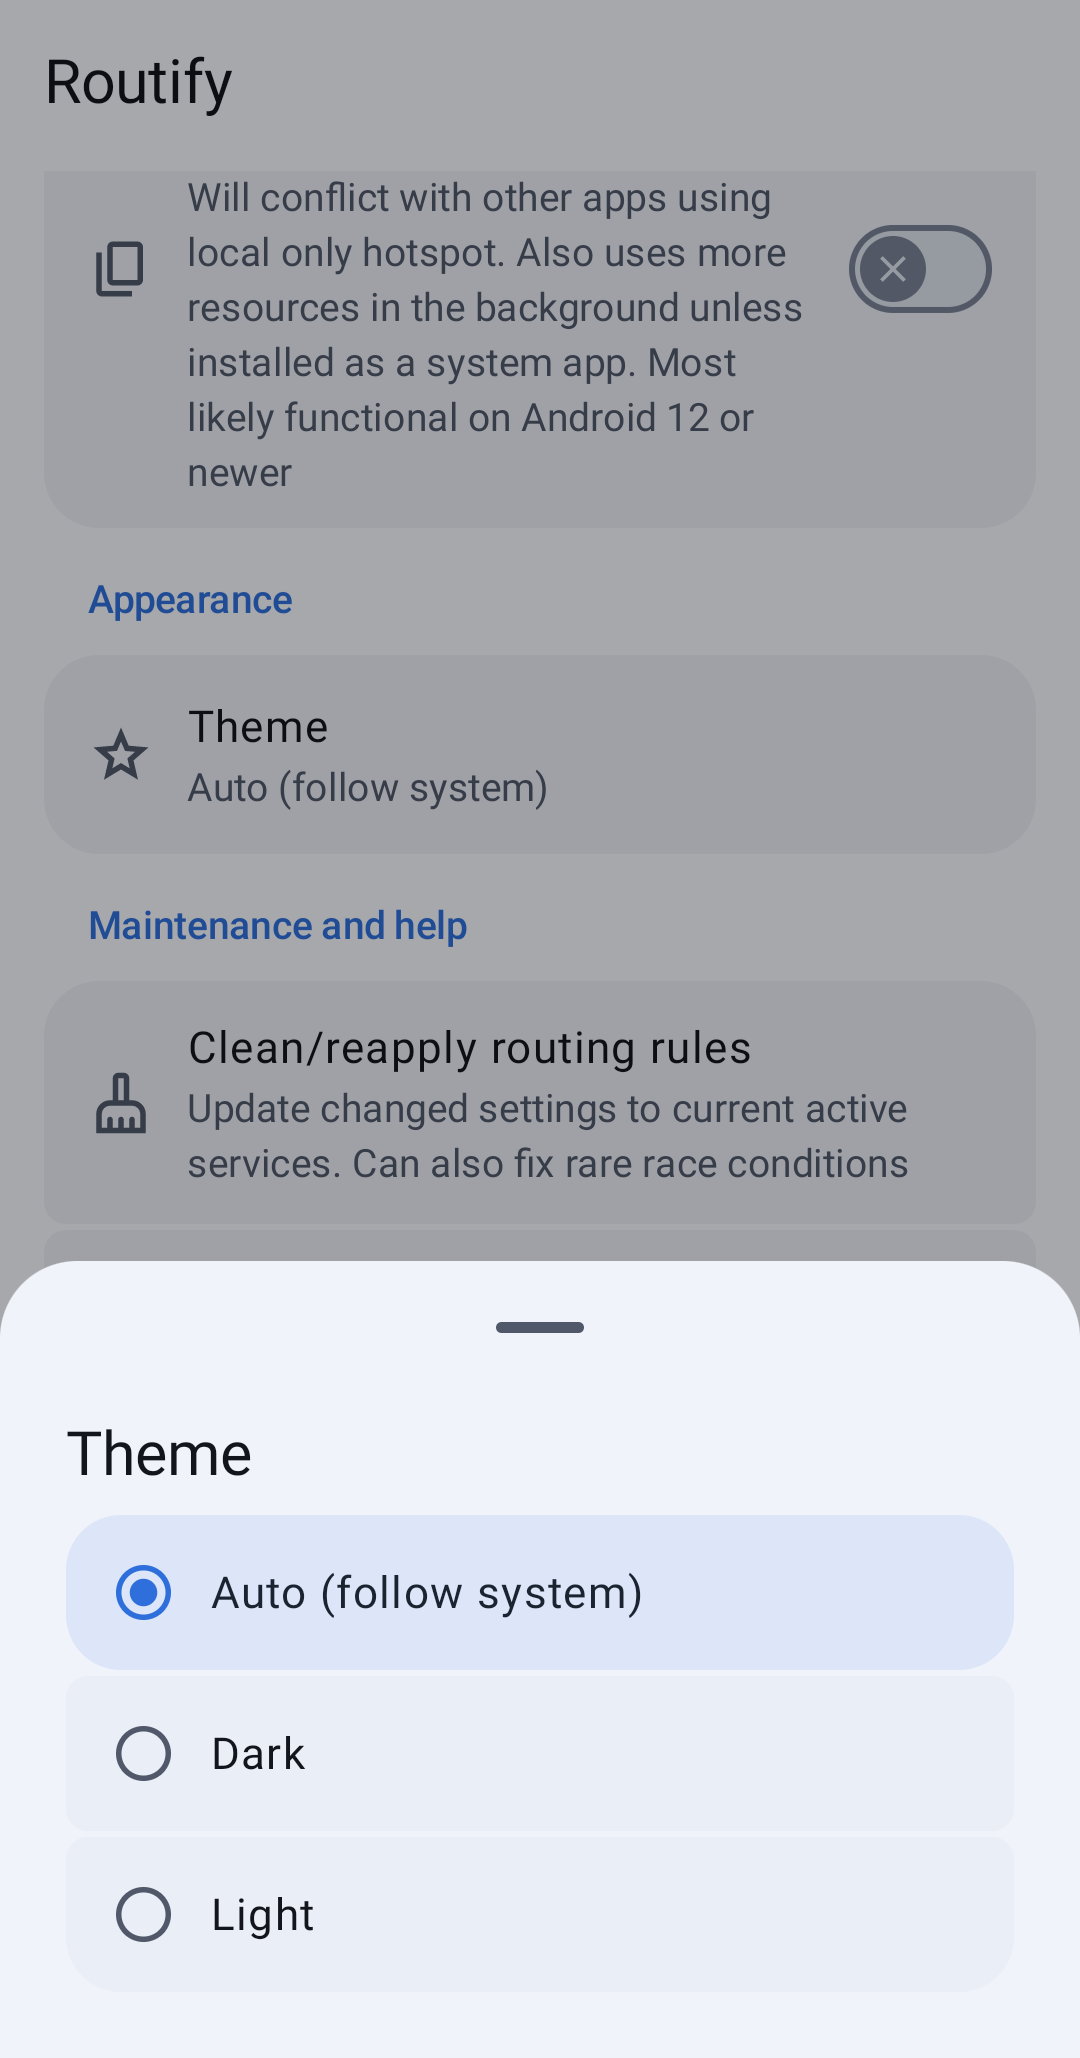 Routify
Will conflict with other apps using
local only hotspot. Also uses more
resources in the background unless
installed as a system app. Most
likely functional on Android 12 or
newer
Appearance
Theme
Auto (follow system)
Maintenance and help
Clean/reapply routing rules
Update changed settings to current active
services. Can also fix rare race conditions
Theme
Auto (follow system)
Dark
Light